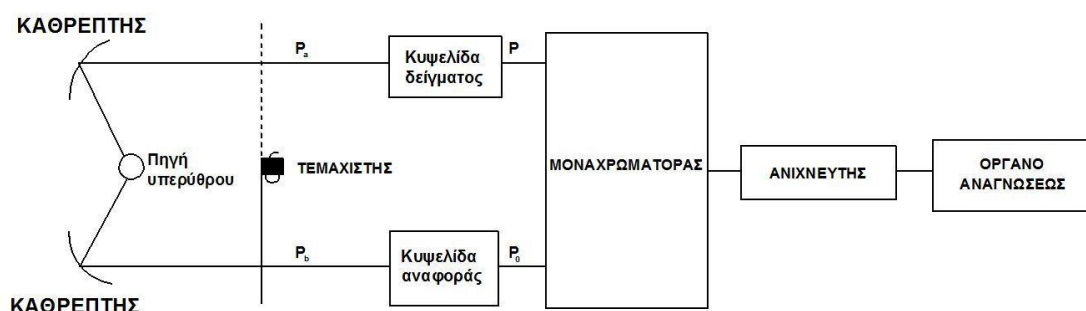 ΚΑΘΡΕΠΤΗΣ
Pa
Κυψελίδα
δείγματος
P
Πηγή
υπερύθρου
ΤΕΜΑΧΙΣΤΗΣ
ΜΟΝΑΧΡΩΜΑΤΟΡΑΣ
ΑΝΙΧΝΕΥΤΗΣ
ΟΡΓΑΝΟ
ΑΝΑΓΝΩΣΕΩΣ
Pb
Κυψελίδα
αναφοράς
P0
ΚΑΘΡΕΠΤΗΣ